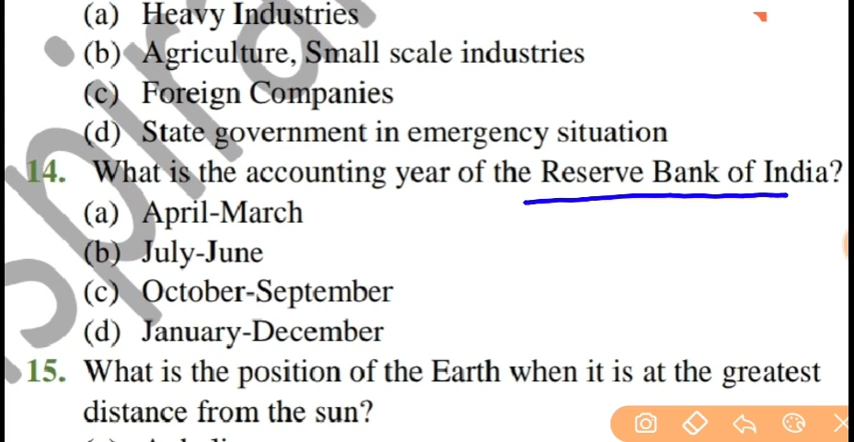 (a) Heavy Industries
(b) Agriculture, Small scale industries
(c) Foreign Companies
(d) State government in emergency situation
14. What is the accounting year of the Reserve Bank of India?
(a) April-March
(b) July-June
(c) October-September
(d) January-December
15. What is the position of the Earth when it is at the greatest
distance from the sun?